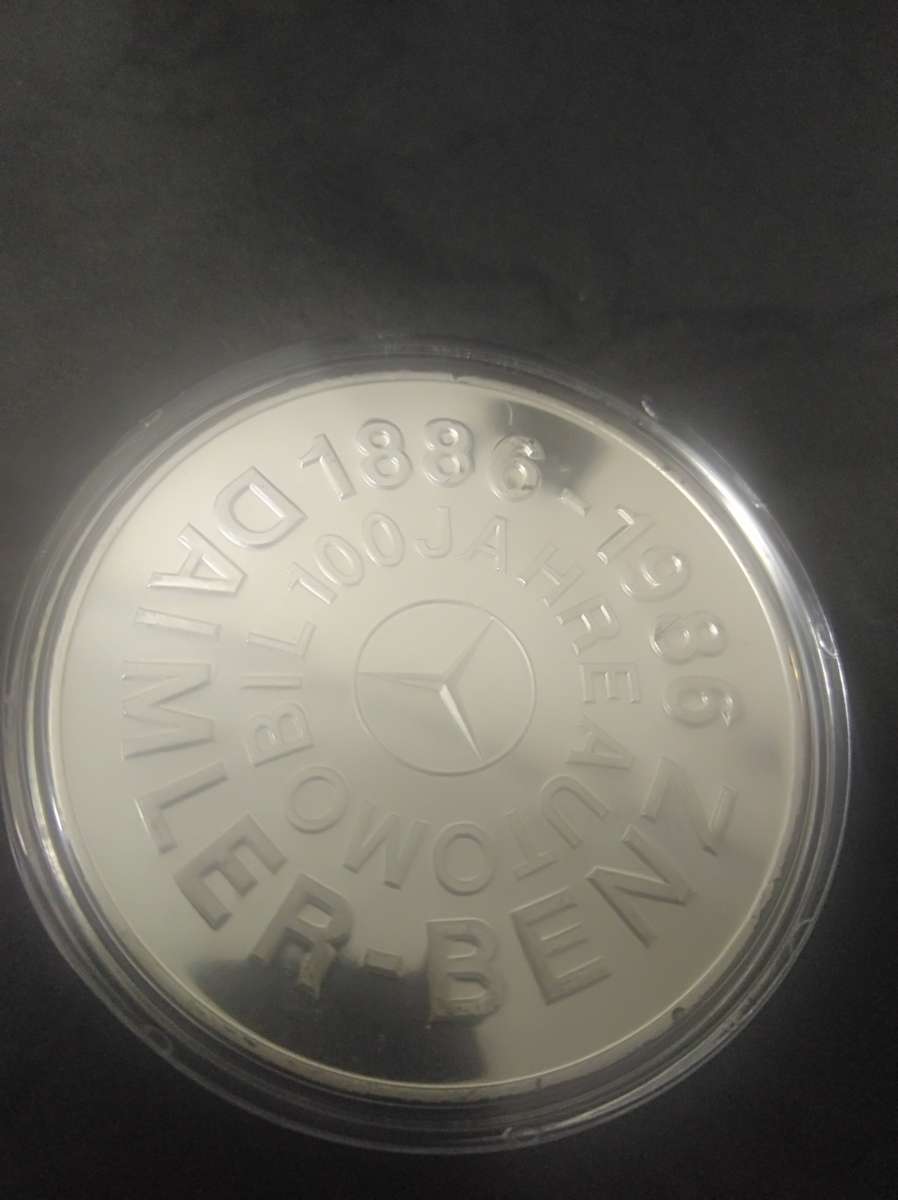 1886-1986
DAIMLER-BENZ
100 JAHRE AUTOMOBIL